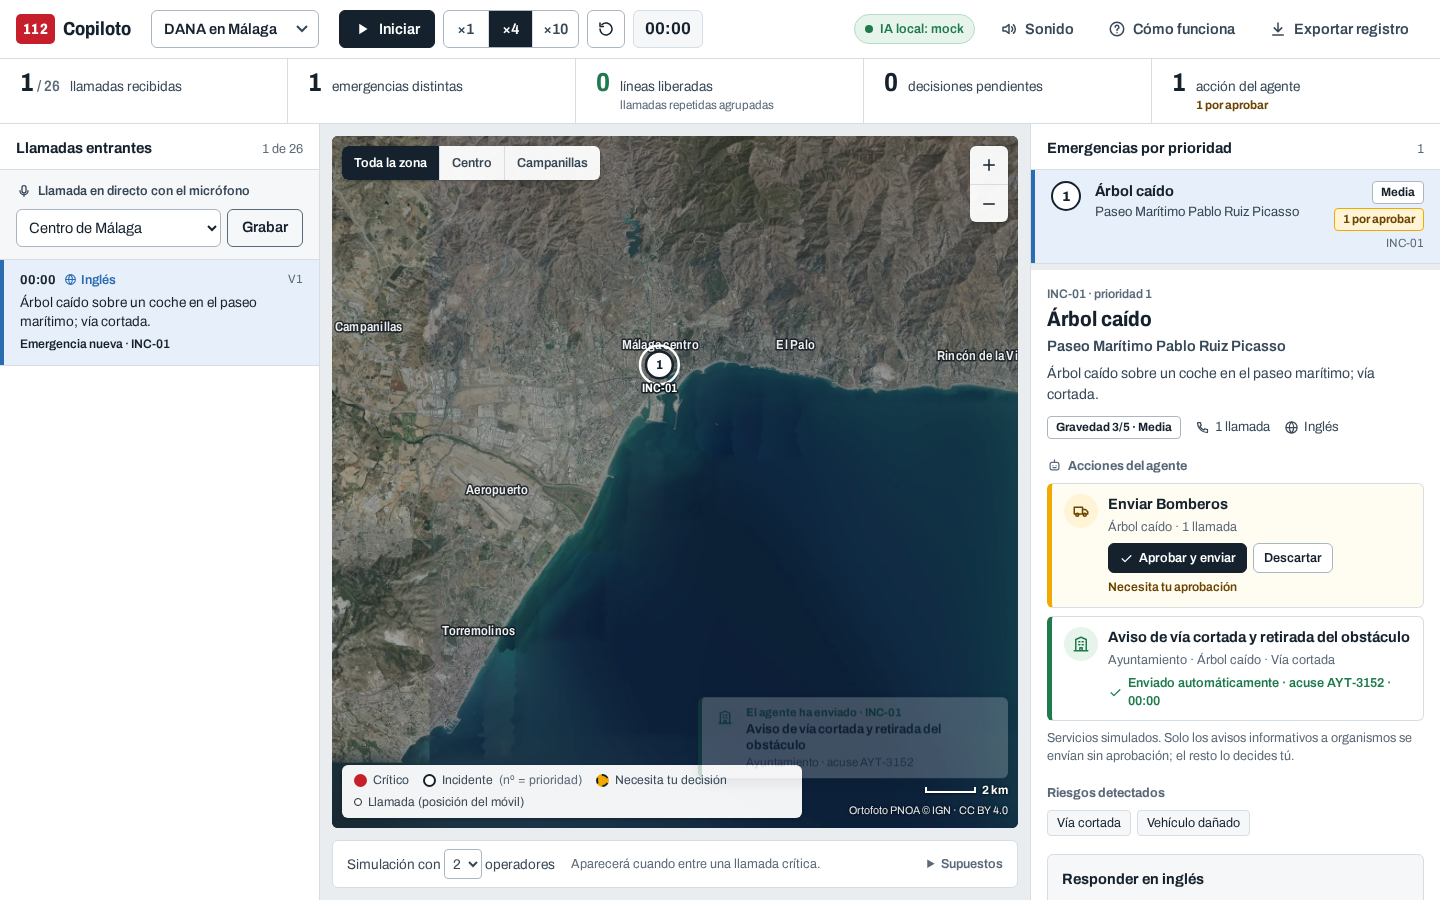 112 Copiloto
DANA en Málaga
Iniciar
×1 ×4 ×10
00:00
IA local: mock
Sonido
Cómo funciona
Exportar registro
1 / 26 llamadas recibidas
1 emergencias distintas
0 líneas liberadas
llamadas repetidas agrupadas
0 decisiones pendientes
1 acción del agente
1 por aprobar
Llamadas entrantes 1 de 26
Llamada en directo con el micrófono
Centro de Málaga
Grabar
00:00 Inglés V1
Árbol caído sobre un coche en el paseo
marítimo; vía cortada.
Emergencia nueva · INC-01
Toda la zona Centro Campanillas
+
−
Campanillas
Málaga centro
El Palo
Rincón de la Vi
1
INC-01
Aeropuerto
Torremolinos
El agente ha enviado · INC-01
Aviso de vía cortada y retirada del
obstáculo
Ayuntamiento · acuse AYT-3152
Crítico Incidente (nº = prioridad) Necesita tu decisión
Llamada (posición del móvil)
2 km
Ortofoto PNOA © IGN · CC BY 4.0
Simulación con 2 operadores
Aparecerá cuando entre una llamada crítica.
Supuestos
Emergencias por prioridad 1
1 Árbol caído Media
Paseo Marítimo Pablo Ruiz Picasso
1 por aprobar
INC-01
INC-01 · prioridad 1
Árbol caído
Paseo Marítimo Pablo Ruiz Picasso
Árbol caído sobre un coche en el paseo marítimo; vía
cortada.
Gravedad 3/5 · Media 1 llamada Inglés
Acciones del agente
Enviar Bomberos
Árbol caído · 1 llamada
Aprobar y enviar Descartar
Necesita tu aprobación
Aviso de vía cortada y retirada del obstáculo
Ayuntamiento · Árbol caído · Vía cortada
Enviado automáticamente · acuse AYT-3152 ·
00:00
Servicios simulados. Solo los avisos informativos a organismos se
envían sin aprobación; el resto lo decides tú.
Riesgos detectados
Vía cortada Vehículo dañado
Responder en inglés